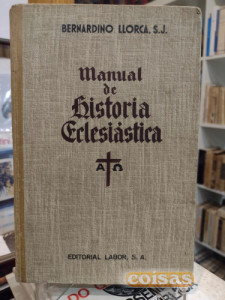 BERNARDINO LLORCA, S.J.
Manual
de
Historia
Eclesiástica
Α Ω
EDITORIAL LABOR, S. A.
coisas